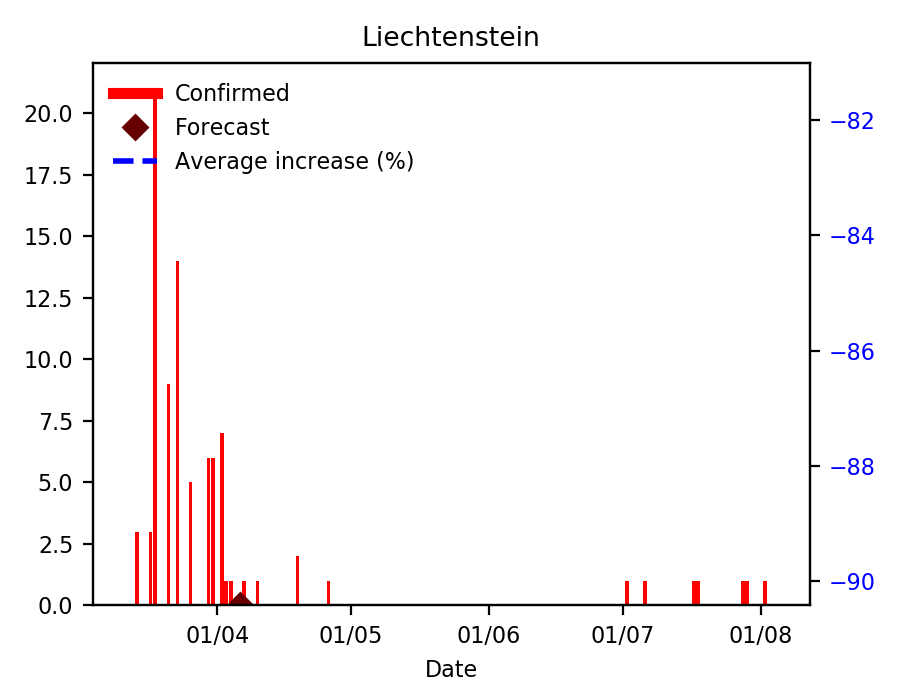 Liechtenstein
Confirmed
Forecast
Average increase (%)
20.0
17.5
15.0
12.5
10.0
7.5
5.0
2.5
0.0
−82
−84
−86
−88
−90
01/04 01/05 01/06 01/07 01/08
Date